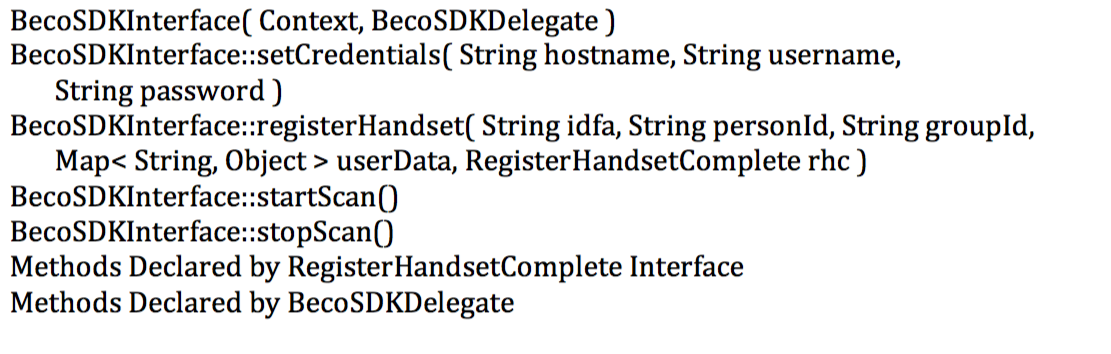 BecoSDKInterface( Context, BecoSDKDelegate )
BecoSDKInterface::setCredentials( String hostname, String username,
String password )
BecoSDKInterface::registerHandset( String idfa, String personId, String groupId,
Map< String, Object > userData, RegisterHandsetComplete rhc )
BecoSDKInterface::startScan()
BecoSDKInterface::stopScan()
Methods Declared by RegisterHandsetComplete Interface
Methods Declared by BecoSDKDelegate